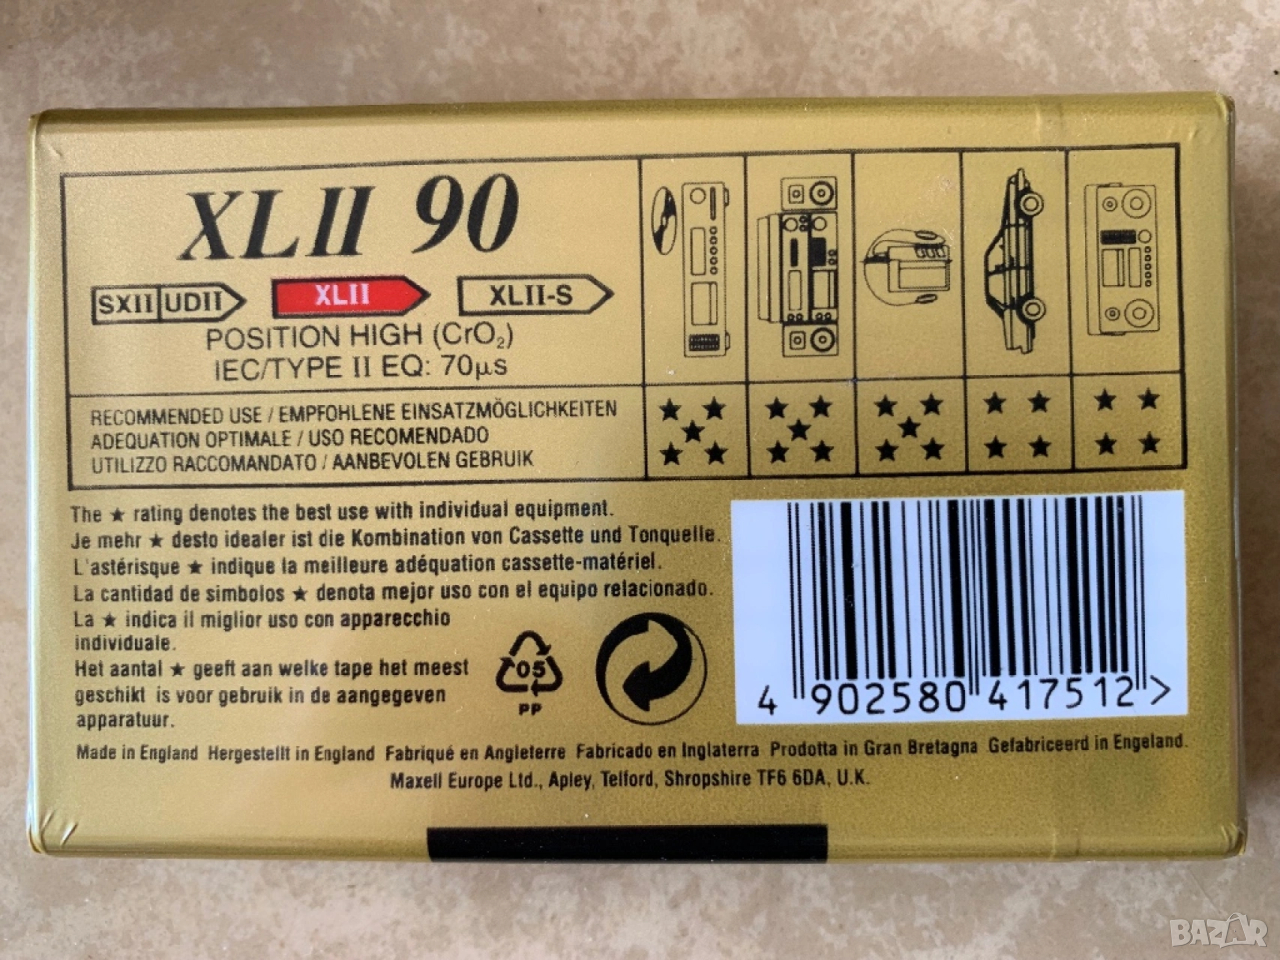 XLII 90
SXII UDII XLII XLII-S
POSITION HIGH (CrO₂)
IEC/TYPE II EQ: 70µs
RECOMMENDED USE / EMPFOHLENE EINSATZMÖGLICHKEITEN
ADEQUATION OPTIMALE / USO RECOMENDADO
UTILIZZO RACCOMANDATO / AANBEVOLEN GEBRUIK
The ★ rating denotes the best use with individual equipment.
Je mehr ★ desto idealer ist die Kombination von Cassette und Tonquelle.
L'astérisque ★ indique la meilleure adéquation cassette-matériel.
La cantidad de simbolos ★ denota mejor uso con el equipo relacionado.
La ★ indica il miglior uso con apparecchio
individuale.
Het aantal ★ geeft aan welke tape het meest
geschikt is voor gebruik in de aangegeven
apparatuur.
05
PP
4 902580 417512 >
Made in England Hergestellt in England Fabriqué en Angleterre Fabricado en Inglaterra Prodotta in Gran Bretagna Gefabriceerd in Engeland.
Maxell Europe Ltd., Apley, Telford, Shropshire TF6 6DA, U.K.
BAZAR